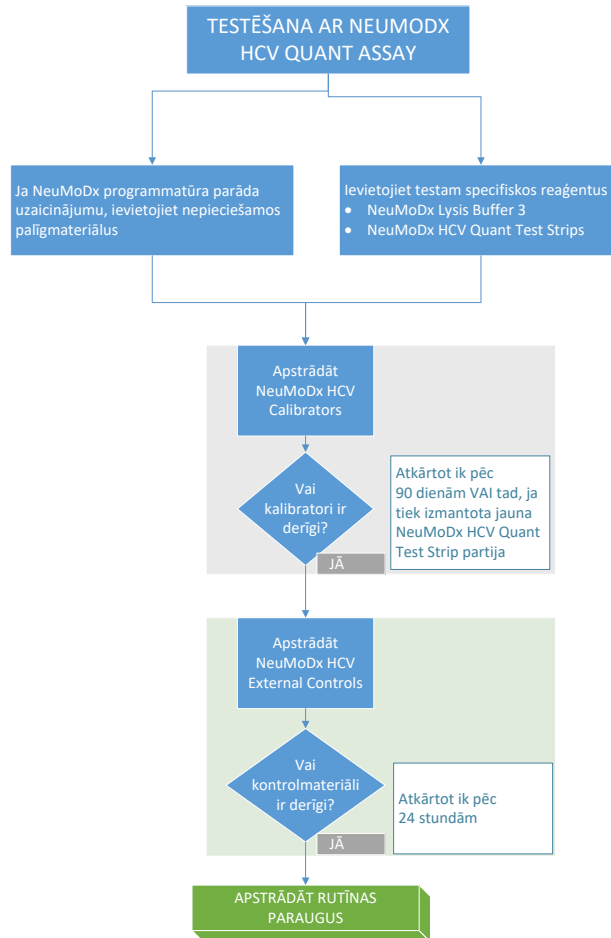 TESTĒŠANA AR NEUMODX
HCV QUANT ASSAY
Ja NeuMoDx programmatūra parāda
uzaicinājumu, ievietojiet nepieciešamos
palīgmateriālus
Ievietojiet testam specifiskos reaģentus
• NeuMoDx Lysis Buffer 3
• NeuMoDx HCV Quant Test Strips
Apstrādāt
NeuMoDx HCV
Calibrators
Vai
kalibratori ir
derīgi?
JĀ
Atkārtot ik pēc
90 dienām VAI tad, ja
tiek izmantota jauna
NeuMoDx HCV Quant
Test Strip partija
Apstrādāt
NeuMoDx HCV
External Controls
Vai
kontrolmateriāli
ir derīgi?
JĀ
Atkārtot ik pēc
24 stundām
APSTRĀDĀT RUTĪNAS
PARAUGUS